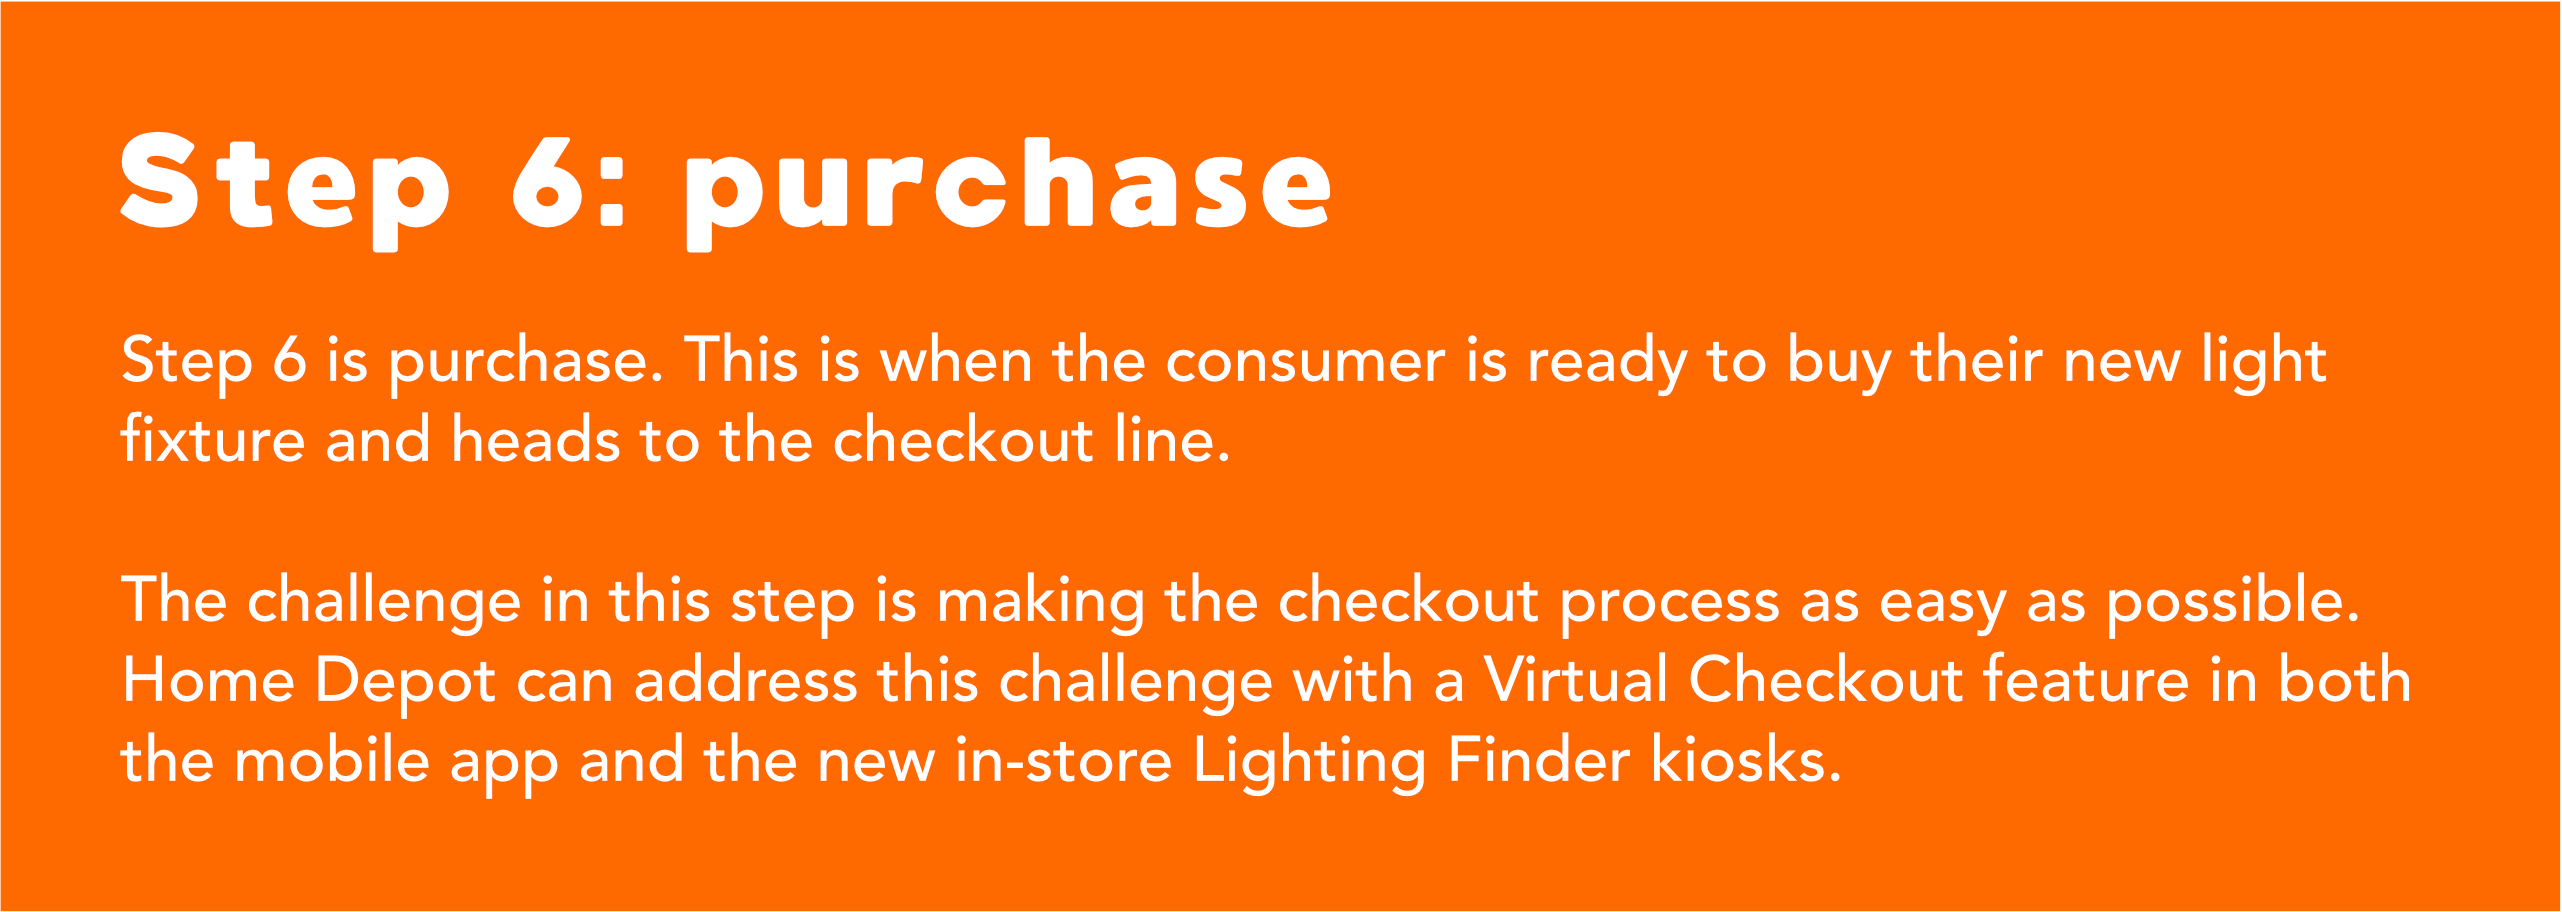 Step 6: purchase
Step 6 is purchase. This is when the consumer is ready to buy their new light
fixture and heads to the checkout line.
The challenge in this step is making the checkout process as easy as possible.
Home Depot can address this challenge with a Virtual Checkout feature in both
the mobile app and the new in-store Lighting Finder kiosks.